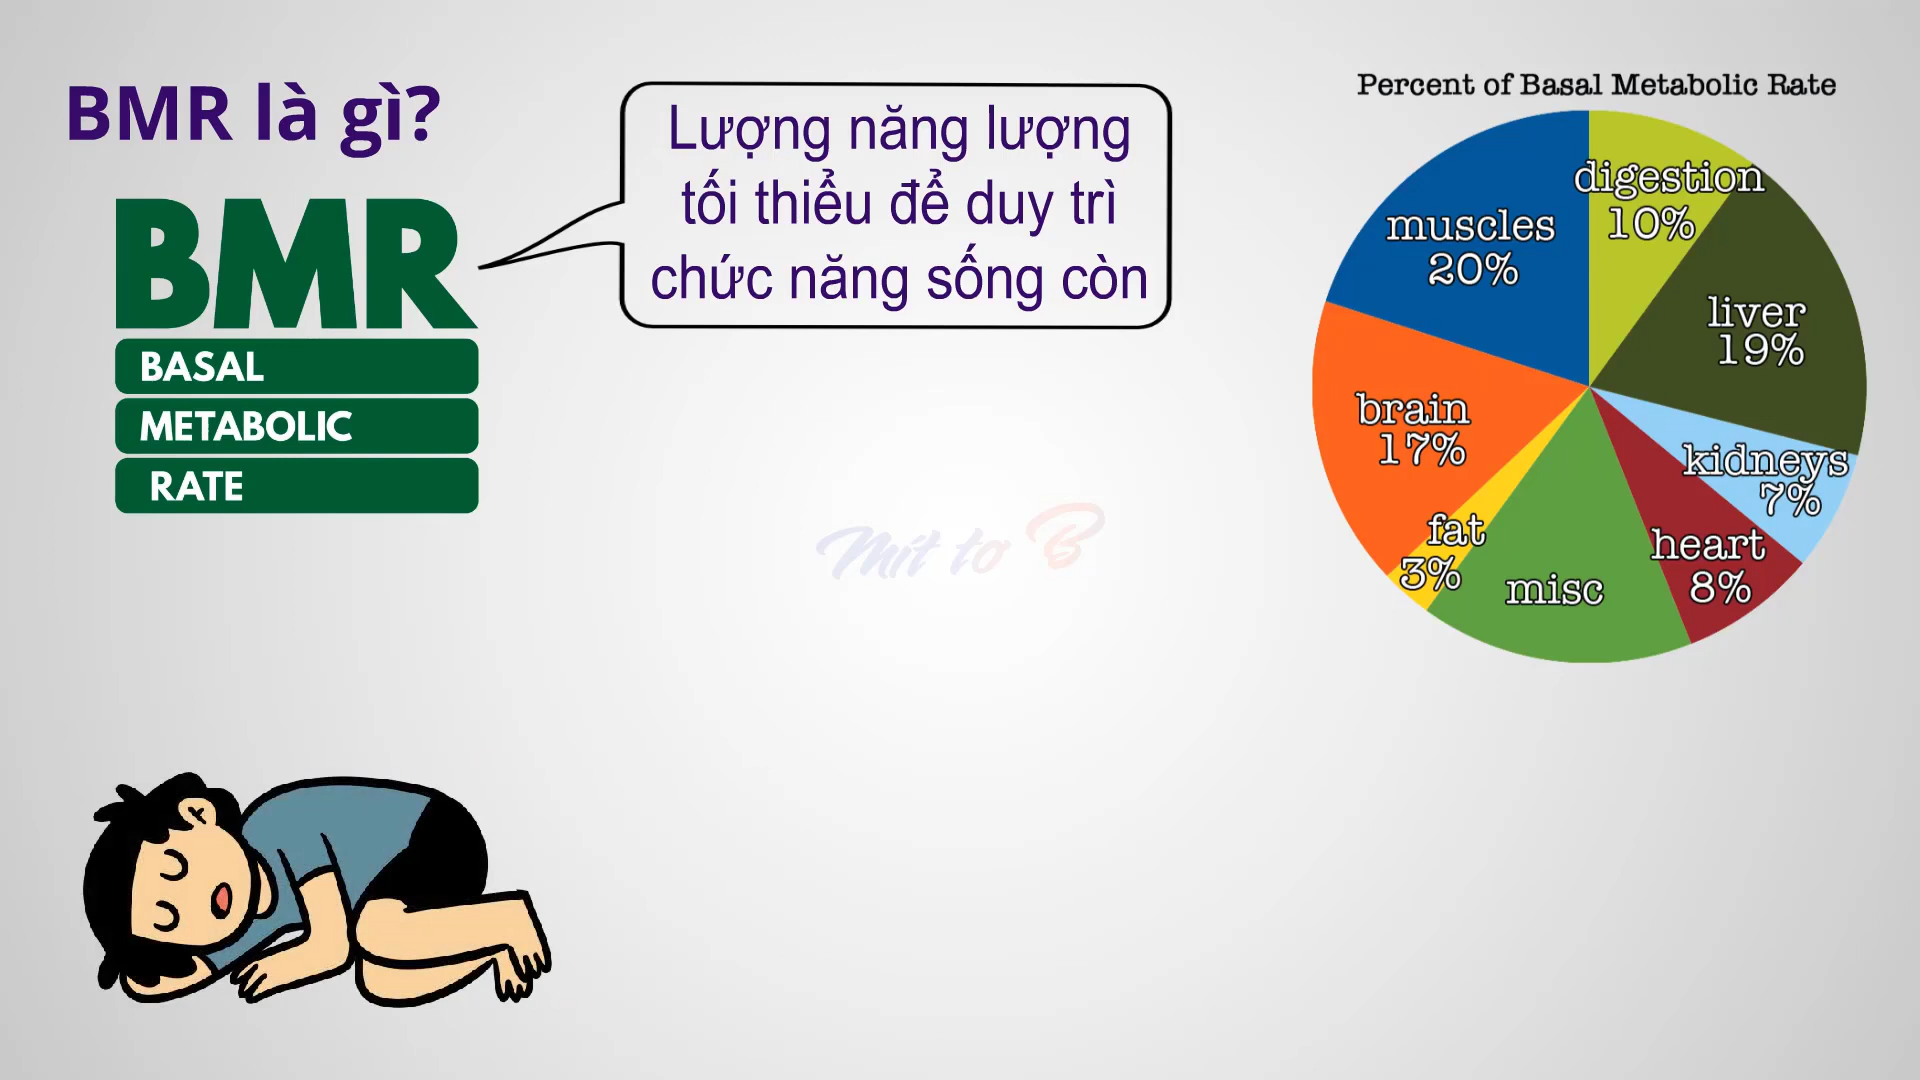 BMR là gì?
BMR
BASAL
METABOLIC
RATE
Lượng năng lượng
tối thiểu để duy trì
chức năng sống còn
Percent of Basal Metabolic Rate
digestion
10%
liver
19%
kidneys
7%
heart
8%
misc
fat
3%
brain
17%
muscles
20%
Mít tơ B